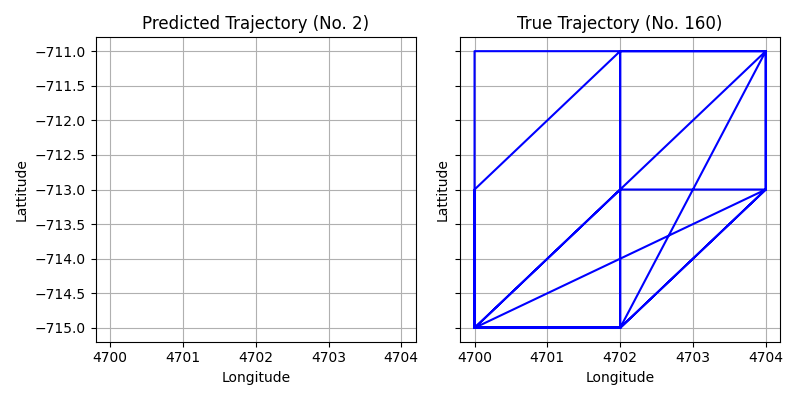 Predicted Trajectory (No. 2)
True Trajectory (No. 160)
Lattitude
−711.0
−711.5
−712.0
−712.5
−713.0
−713.5
−714.0
−714.5
−715.0
4700 4701 4702 4703 4704
Longitude
Lattitude
4700 4701 4702 4703 4704
Longitude